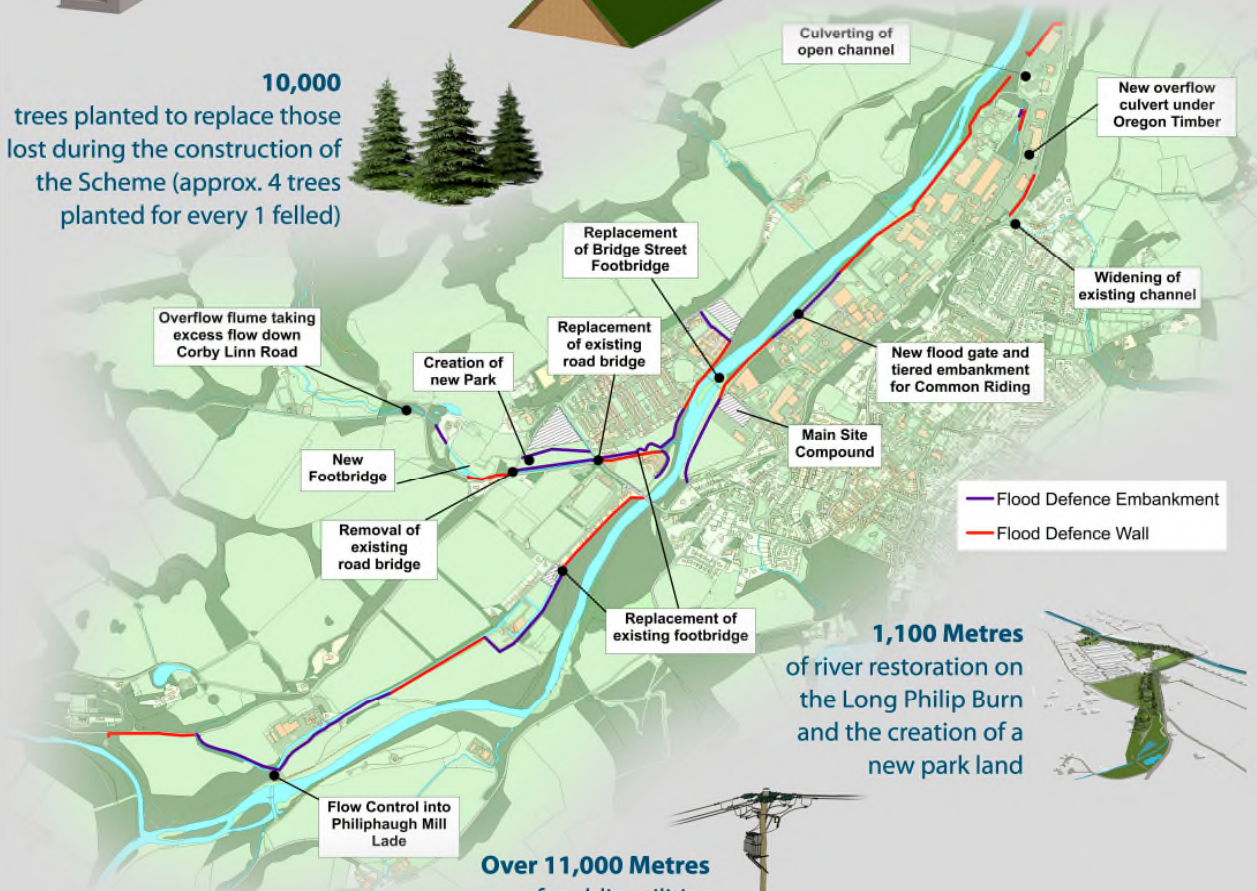 10,000
trees planted to replace those
lost during the construction of
the Scheme (approx. 4 trees
planted for every 1 felled)
Culverting of
open channel
New overflow
culvert under
Oregon Timber
Replacement
of Bridge Street
Footbridge
Widening of
existing channel
Overflow flume taking
excess flow down
Corby Linn Road
Replacement
of existing
road bridge
Creation of
new Park
New flood gate and
tiered embankment
for Common Riding
Main Site
Compound
New
Footbridge
Flood Defence Embankment
Flood Defence Wall
Removal of
existing
road bridge
Replacement of
existing footbridge
1,100 Metres
of river restoration on
the Long Philip Burn
and the creation of a
new park land
Flow Control into
Philiphaugh Mill
Lade
Over 11,000 Metres